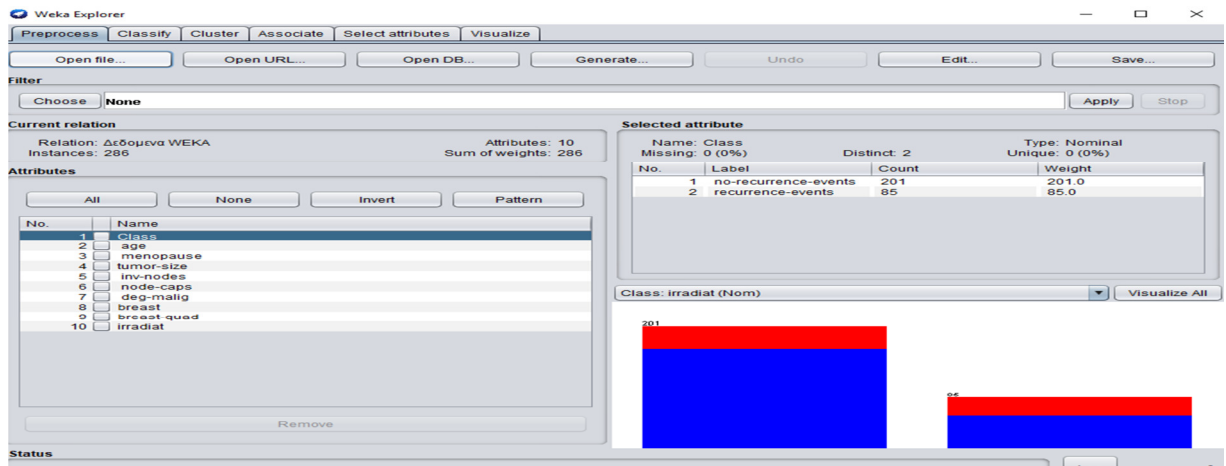 Weka Explorer
Preprocess Classify Cluster Associate Select attributes Visualize
Open file... Open URL... Open DB... Generate... Undo Edit... Save...
Filter
Choose None Apply Stop
Current relation
Relation: Δεδομενα WEKA Attributes: 10
Instances: 286 Sum of weights: 286
Selected attribute
Name: Class Type: Nominal
Missing: 0 (0%) Distinct: 2 Unique: 0 (0%)
No. Label Count Weight
1 no-recurrence-events 201 201.0
2 recurrence-events 85 85.0
Attributes
All None Invert Pattern
No. Name
1 Class
2 age
3 menopause
4 tumor-size
5 inv-nodes
6 node-caps
7 deg-malig
8 breast
9 breast-quad
10 irradiat
Remove
Class: irradiat (Nom) Visualize All
201
Status